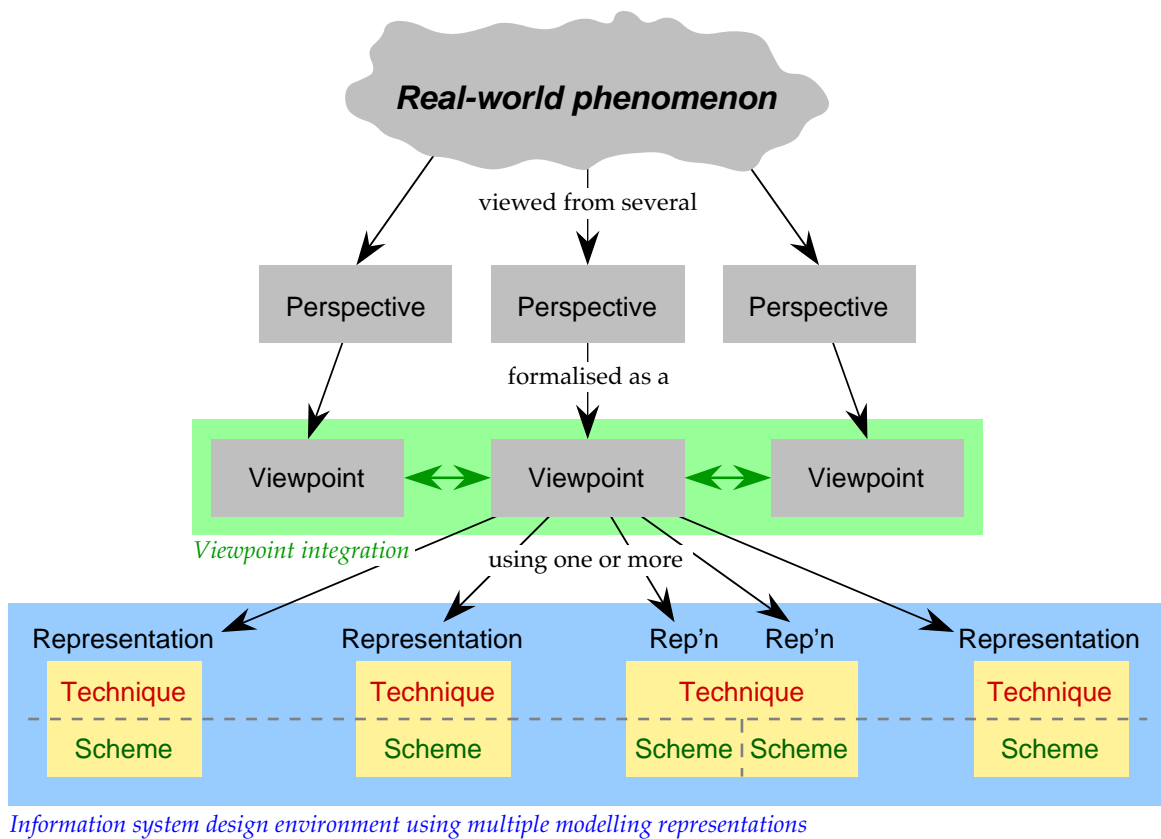 Real-world phenomenon
viewed from several
Perspective Perspective Perspective
formalised as a
Viewpoint Viewpoint Viewpoint
Viewpoint integration
using one or more
Representation Representation Rep'n Rep'n Representation
Technique Technique Technique Technique
Scheme Scheme Scheme Scheme Scheme
Information system design environment using multiple modelling representations